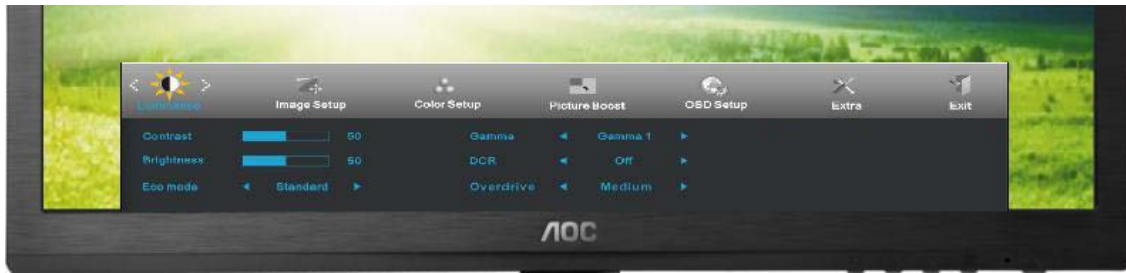 Luminance Image Setup Color Setup Picture Boost OSD Setup Extra Exit
Contrast 50 Gamma Gamma 1
Brightness 50 DCR Off
Eco mode Standard Overdrive Medium
AOC